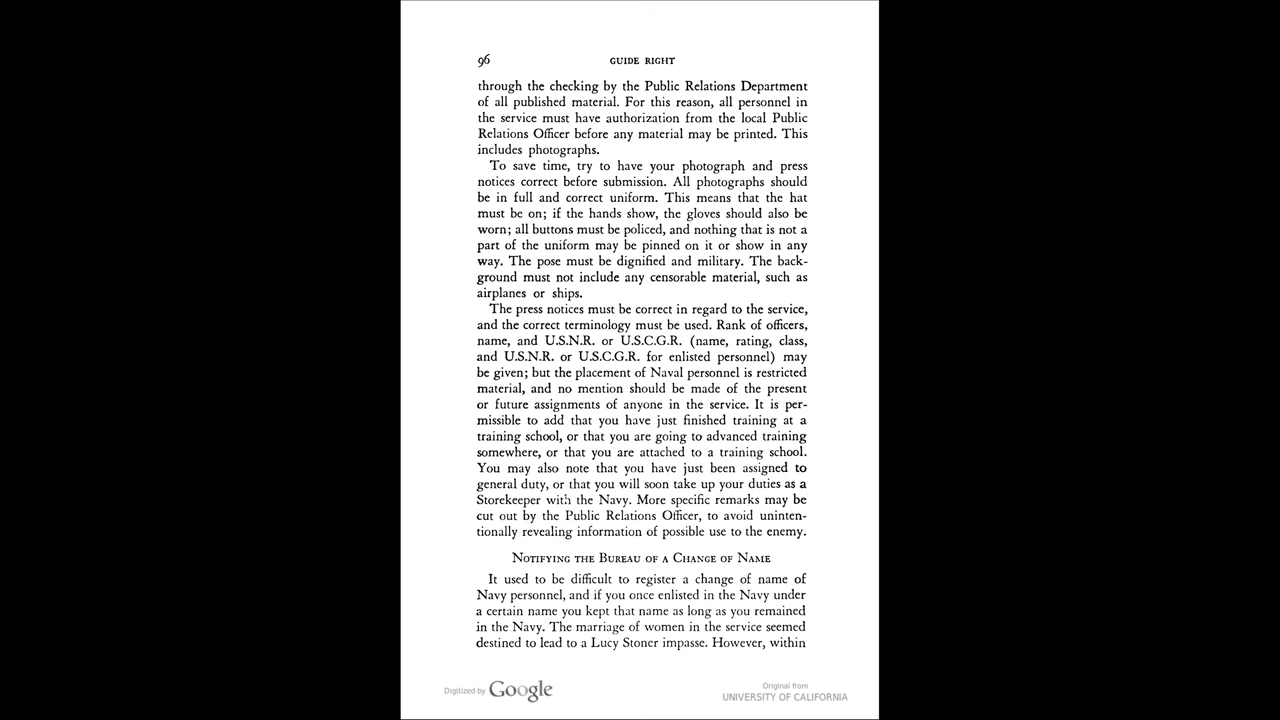 96 GUIDE RIGHT
through the checking by the Public Relations Department
of all published material. For this reason, all personnel in
the service must have authorization from the local Public
Relations Officer before any material may be printed. This
includes photographs.
To save time, try to have your photograph and press
notices correct before submission. All photographs should
be in full and correct uniform. This means that the hat
must be on; if the hands show, the gloves should also be
worn; all buttons must be policed, and nothing that is not a
part of the uniform may be pinned on it or show in any
way. The pose must be dignified and military. The back-
ground must not include any censorable material, such as
airplanes or ships.
The press notices must be correct in regard to the service,
and the correct terminology must be used. Rank of officers,
name, and U.S.N.R. or U.S.C.G.R. (name, rating, class,
and U.S.N.R. or U.S.C.G.R. for enlisted personnel) may
be given; but the placement of Naval personnel is restricted
material, and no mention should be made of the present
or future assignments of anyone in the service. It is per-
missible to add that you have just finished training at a
training school, or that you are going to advanced training
somewhere, or that you are attached to a training school.
You may also note that you have just been assigned to
general duty, or that you will soon take up your duties as a
Storekeeper with the Navy. More specific remarks may be
cut out by the Public Relations Officer, to avoid uninten-
tionally revealing information of possible use to the enemy.
NOTIFYING THE BUREAU OF A CHANGE OF NAME
It used to be difficult to register a change of name of
Navy personnel, and if you once enlisted in the Navy under
a certain name you kept that name as long as you remained
in the Navy. The marriage of women in the service seemed
destined to lead to a Lucy Stoner impasse. However, within
Digitized by Google
Original from
UNIVERSITY OF CALIFORNIA